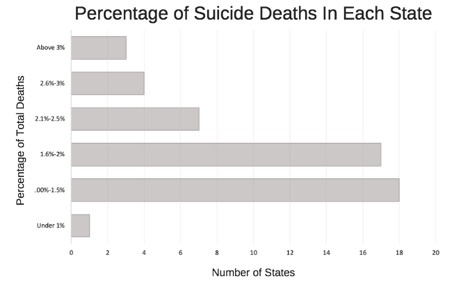 Percentage of Suicide Deaths In Each State
Percentage of Total Deaths
Above 3%
2.6%-3%
2.1%-2.5%
1.6%-2%
.00%-1.5%
Under 1%
0 2 4 6 8 10 12 14 16 18 20
Number of States